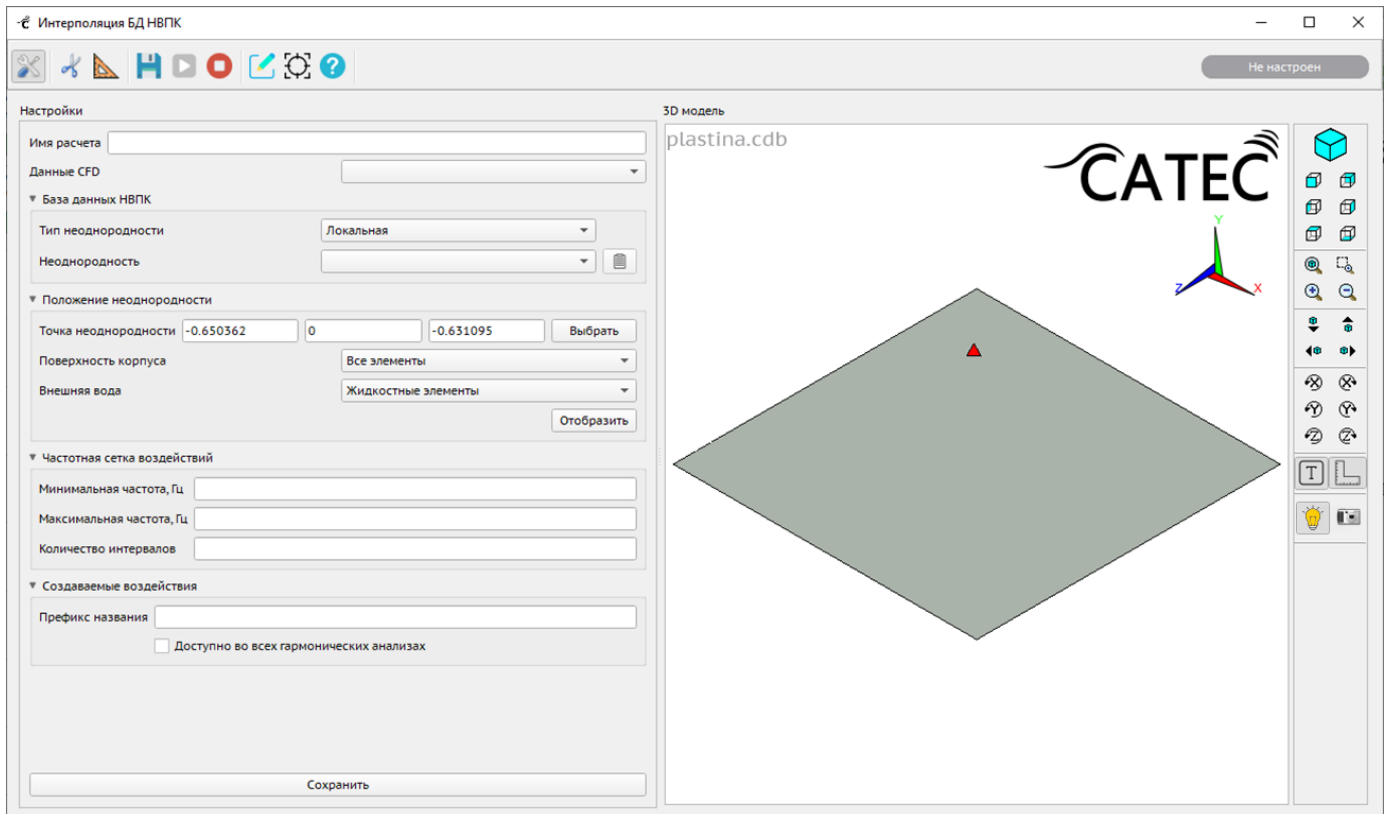 Интерполяция БД НВПК
Не настроен
Настройки
Имя расчета
Данные CFD
База данных НВПК
Тип неоднородности Локальная
Неоднородность
Положение неоднородности
Точка неоднородности -0.650362 0 -0.631095 Выбрать
Поверхность корпуса Все элементы
Внешняя вода Жидкостные элементы
Отобразить
Частотная сетка воздействий
Минимальная частота, Гц
Максимальная частота, Гц
Количество интервалов
Создаваемые воздействия
Префикс названия
Доступно во всех гармонических анализах
Сохранить
3D модель
plastina.cdb
CATEC
Y
Z X
X X
Y Y
Z Z
T